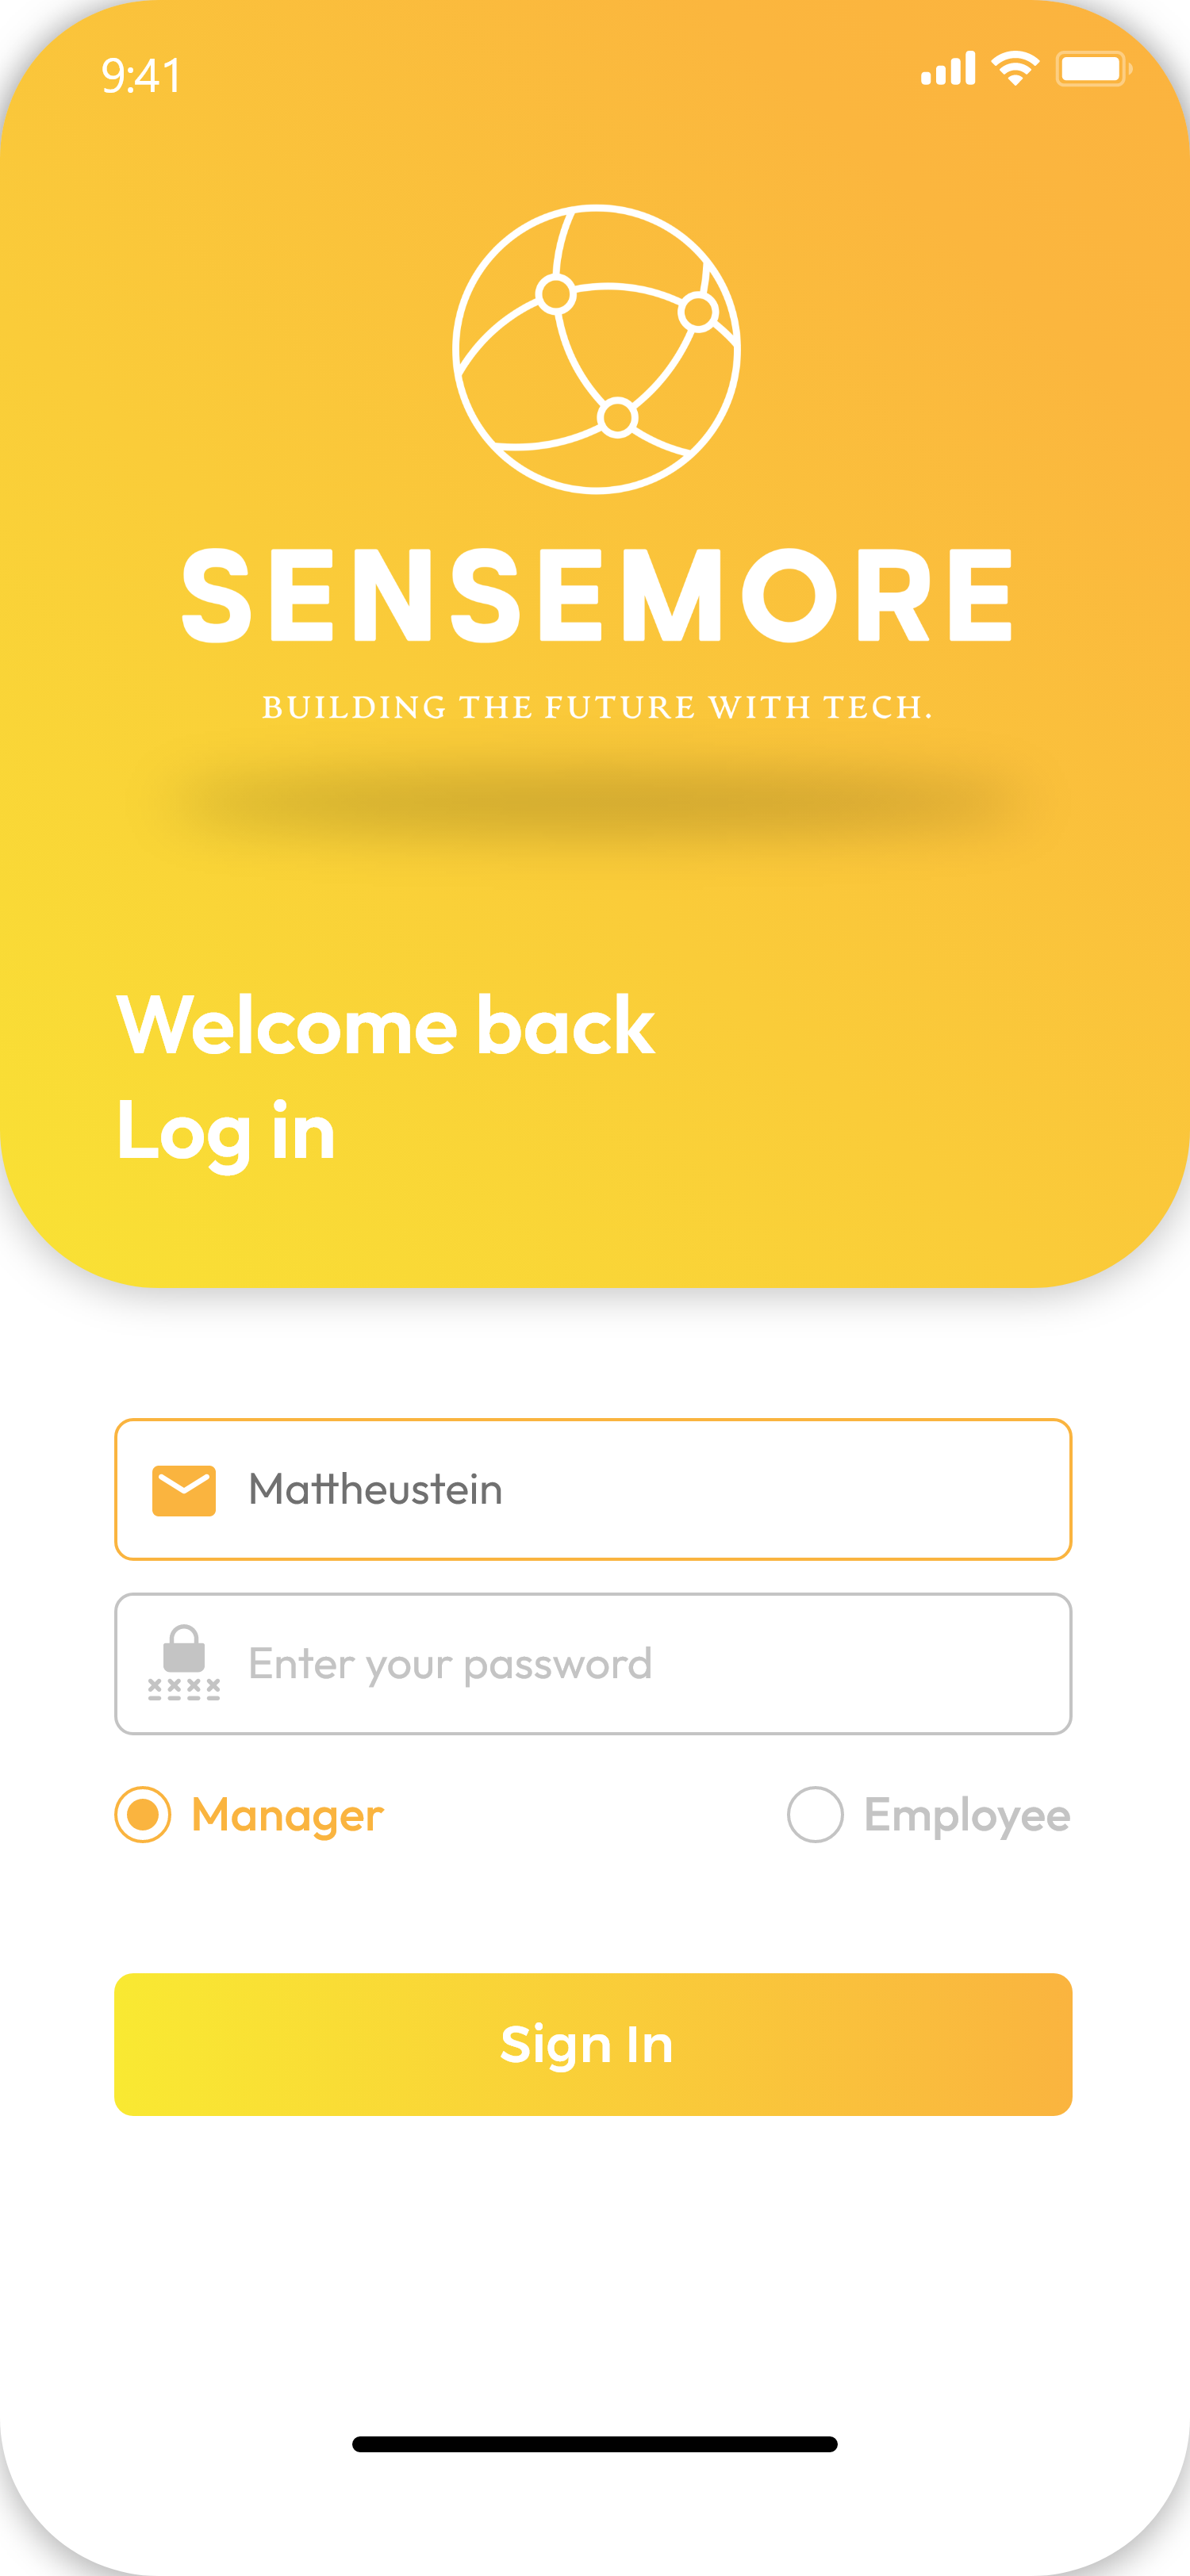 9:41
SENSEMORE
BUILDING THE FUTURE WITH TECH.
Welcome back
Log in
Mattheustein
Enter your password
Manager
Employee
Sign In